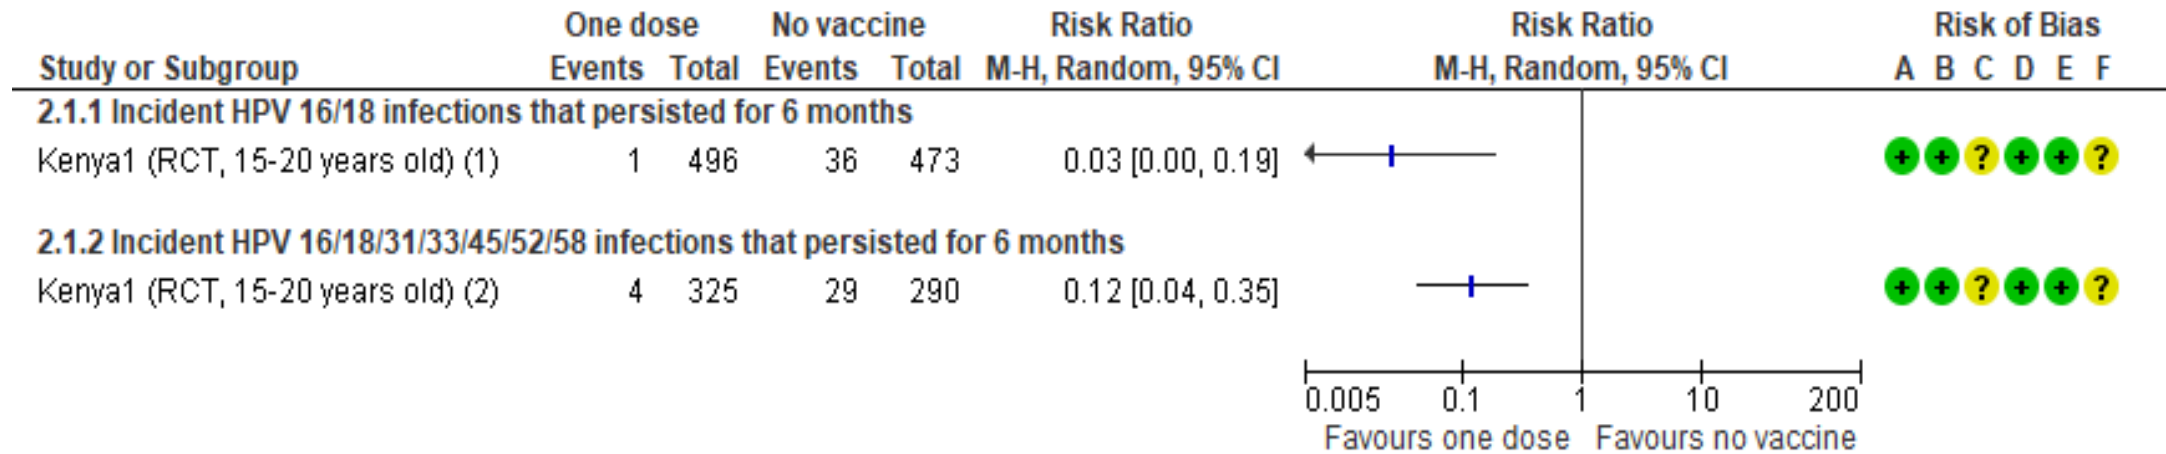 One dose No vaccine Risk Ratio Risk Ratio Risk of Bias
Study or Subgroup Events Total Events Total M-H, Random, 95% CI M-H, Random, 95% CI A B C D E F
2.1.1 Incident HPV 16/18 infections that persisted for 6 months
Kenya1 (RCT, 15-20 years old) (1) 1 496 36 473 0.03 [0.00, 0.19] + + ? + + ?
2.1.2 Incident HPV 16/18/31/33/45/52/58 infections that persisted for 6 months
Kenya1 (RCT, 15-20 years old) (2) 4 325 29 290 0.12 [0.04, 0.35] + + ? + + ?
0.005 0.1 1 10 200
Favours one dose Favours no vaccine